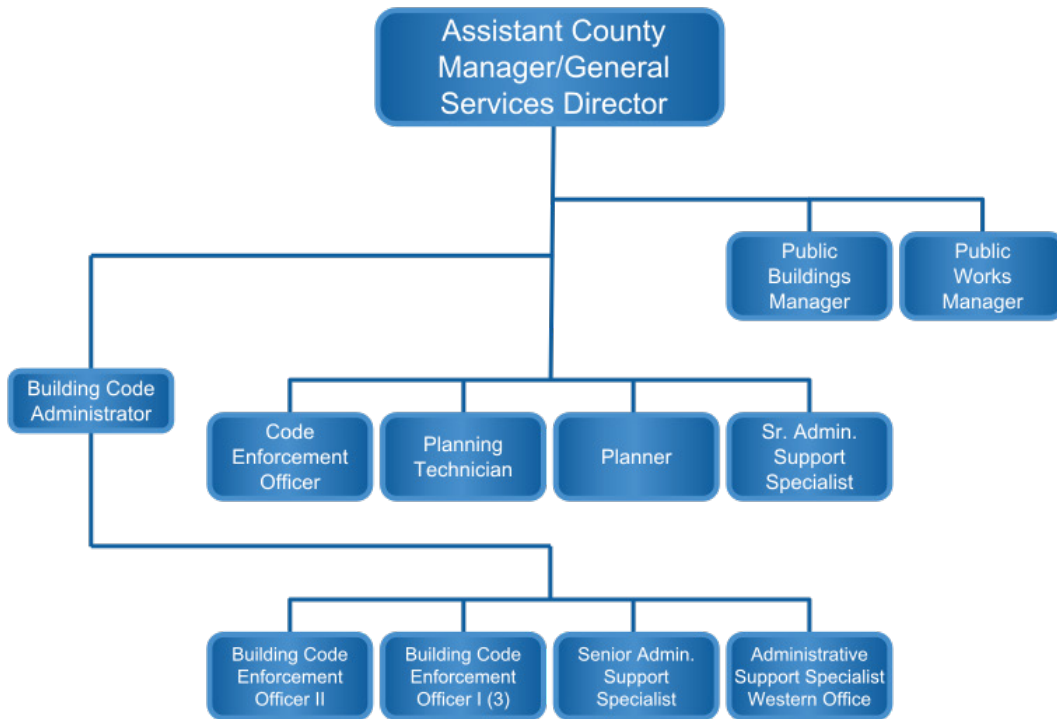 Assistant County
Manager/General
Services Director
Public
Buildings
Manager
Public
Works
Manager
Building Code
Administrator
Code
Enforcement
Officer
Planning
Technician
Planner
Sr. Admin.
Support
Specialist
Building Code
Enforcement
Officer II
Building Code
Enforcement
Officer I (3)
Senior Admin.
Support
Specialist
Administrative
Support Specialist
Western Office